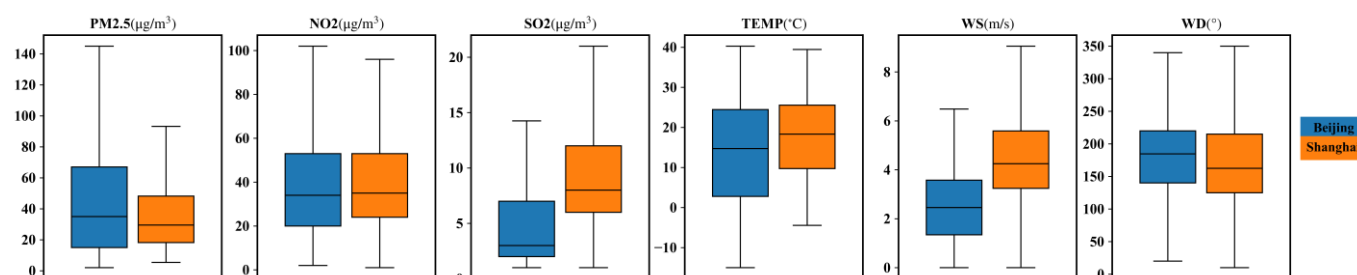 PM2.5(μg/m³) NO2(μg/m³) SO2(μg/m³) TEMP(°C) WS(m/s) WD(°)
140 120 100 80 60 40 20 0
100 80 60 40 20 0
20 15 10 5
40 30 20 10 0 −10
8 6 4 2 0
350 300 250 200 150 100 50 0
Beijing
Shangha